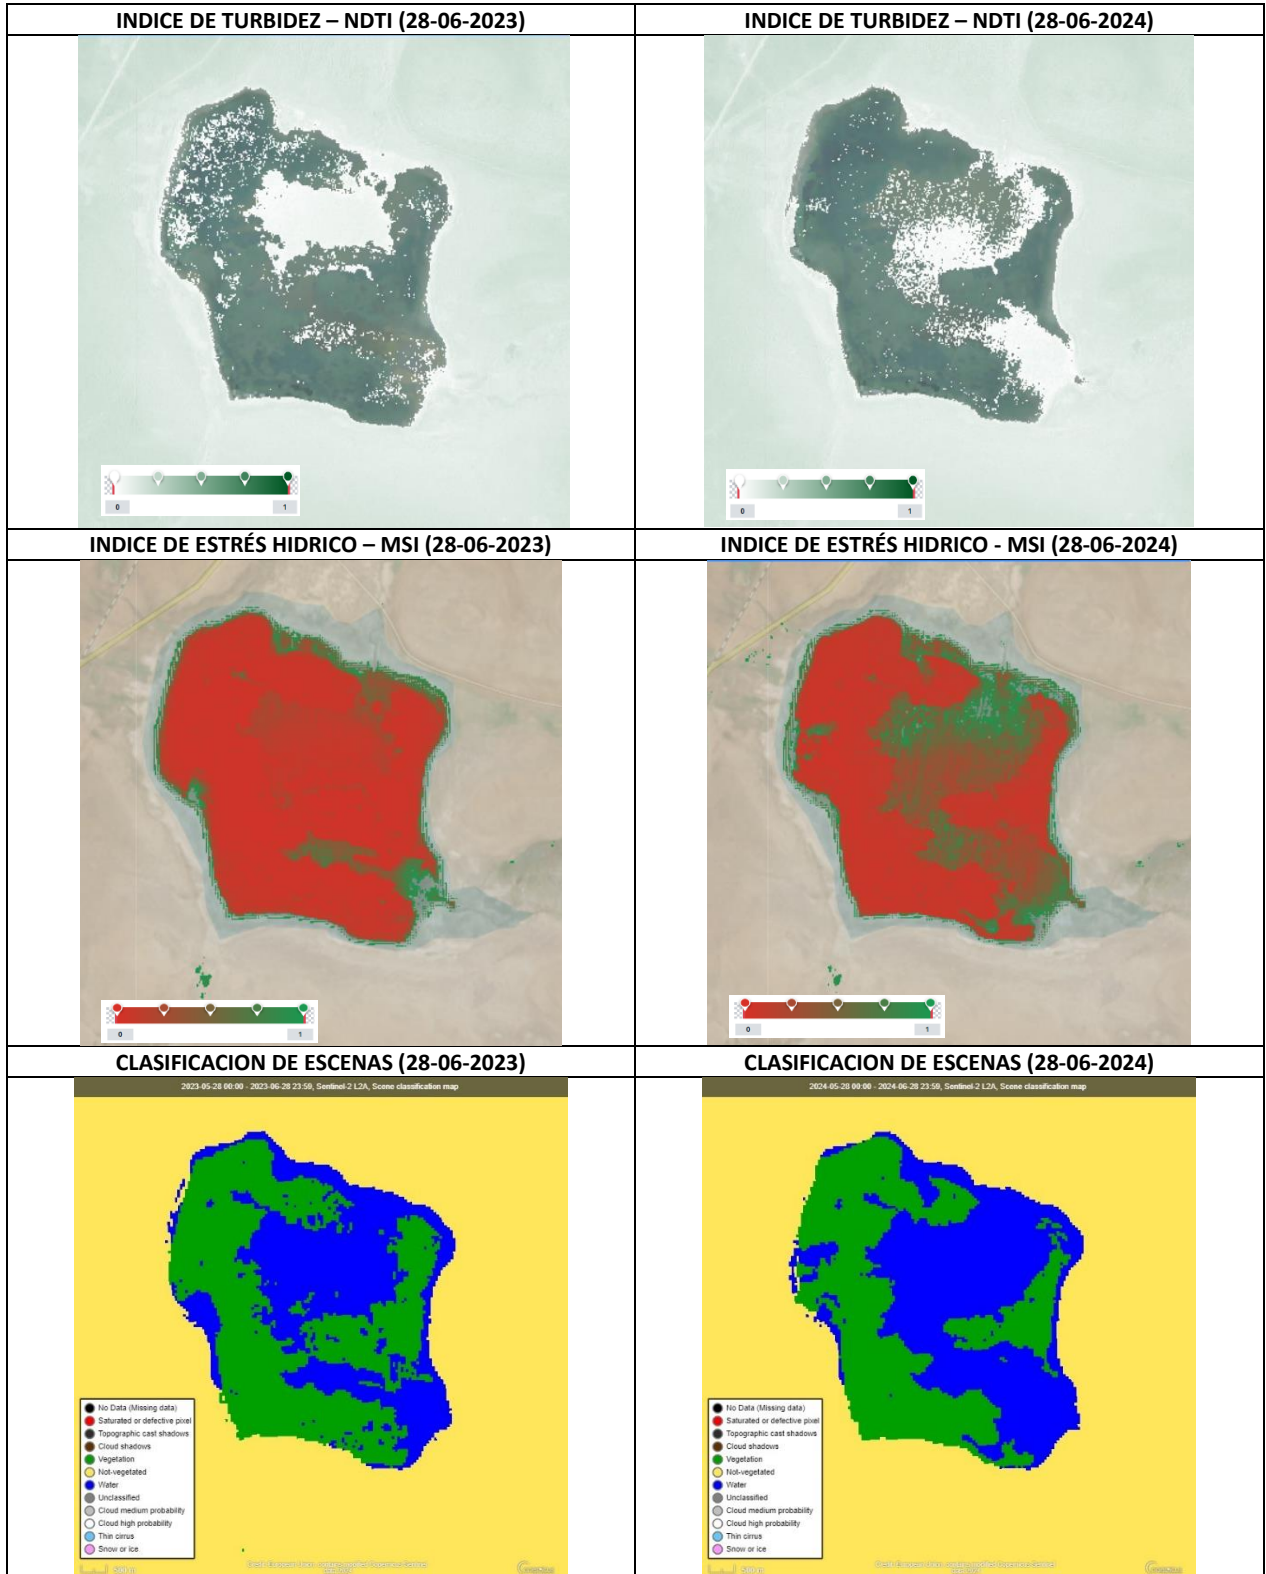 INDICE DE TURBIDEZ – NDTI (28-06-2023)
INDICE DE TURBIDEZ – NDTI (28-06-2024)
0 1
0 1
INDICE DE ESTRÉS HIDRICO – MSI (28-06-2023)
INDICE DE ESTRÉS HIDRICO - MSI (28-06-2024)
0 1
0 1
CLASIFICACION DE ESCENAS (28-06-2023)
CLASIFICACION DE ESCENAS (28-06-2024)
2023-05-28 00:00 - 2023-06-28 23:59, Sentinel-2 L2A, Scene classification map
No Data (Missing data)
Saturated or defective pixel
Topographic cast shadows
Cloud shadows
Vegetation
Not-vegetated
Water
Unclassified
Cloud medium probability
Cloud high probability
Thin cirrus
Snow or ice
2024-05-28 00:00 - 2024-06-28 23:59, Sentinel-2 L2A, Scene classification map
No Data (Missing data)
Saturated or defective pixel
Topographic cast shadows
Cloud shadows
Vegetation
Not-vegetated
Water
Unclassified
Cloud medium probability
Cloud high probability
Thin cirrus
Snow or ice